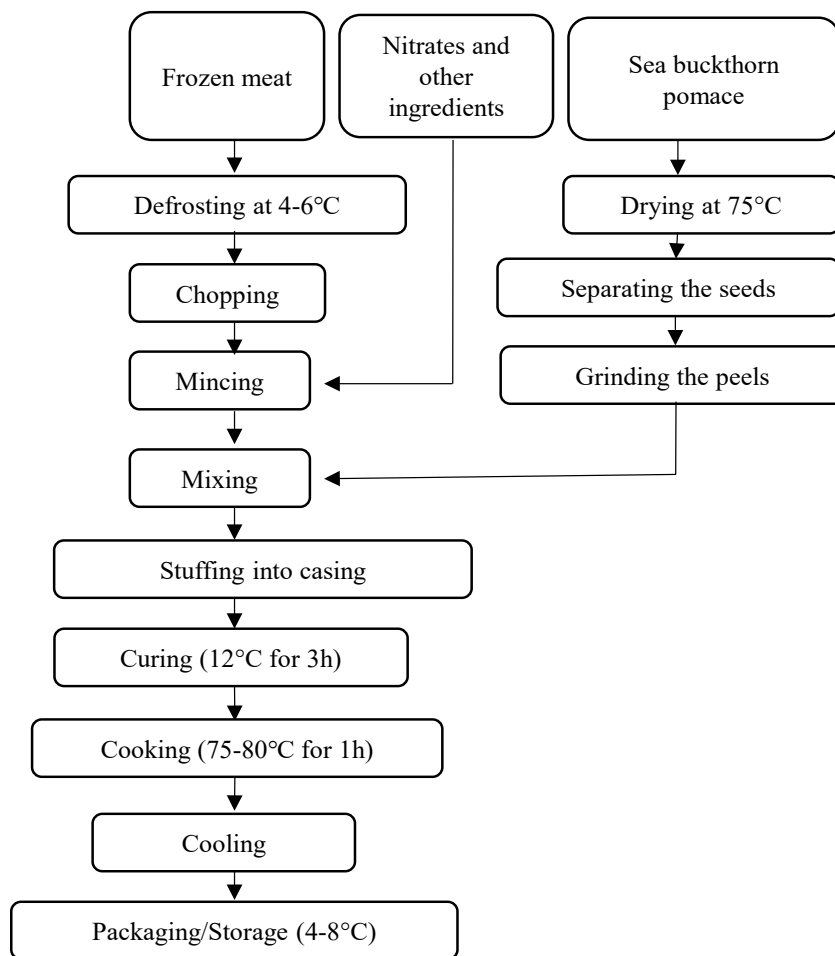 Frozen meat
Nitrates and
other
ingredients
Sea buckthorn
pomace
Defrosting at 4-6°C
Drying at 75°C
Chopping
Separating the seeds
Mincing
Grinding the peels
Mixing
Stuffing into casing
Curing (12°C for 3h)
Cooking (75-80°C for 1h)
Cooling
Packaging/Storage (4-8°C)